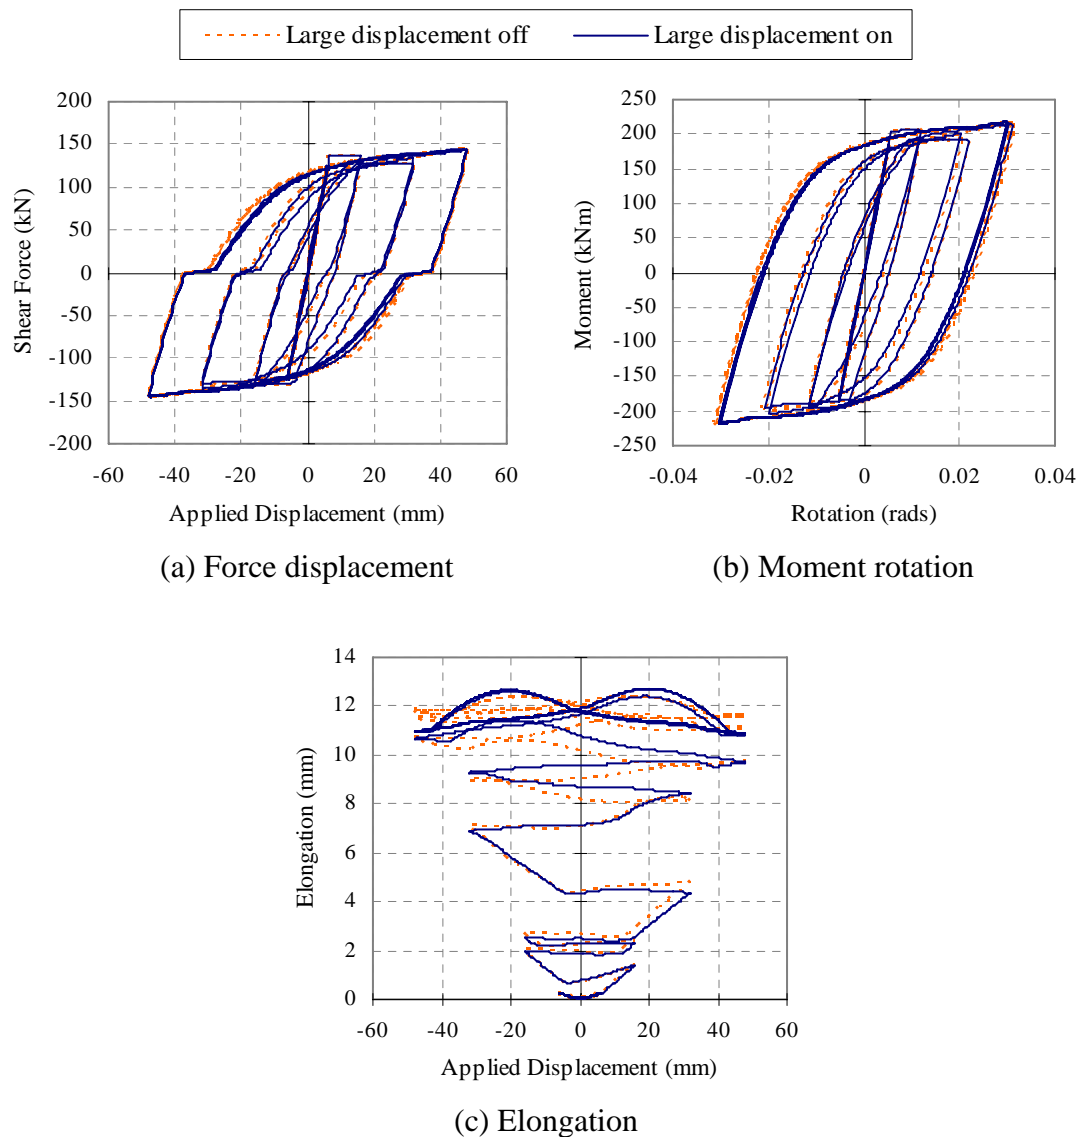 Large displacement off Large displacement on
200
150
100
50
0
-50
-100
-150
-200
Shear Force (kN)
-60 -40 -20 0 20 40 60
Applied Displacement (mm)
(a) Force displacement
250
200
150
100
50
0
-50
-100
-150
-200
-250
Moment (kNm)
-0.04 -0.02 0 0.02 0.04
Rotation (rads)
(b) Moment rotation
14
12
10
8
6
4
2
0
Elongation (mm)
-60 -40 -20 0 20 40 60
Applied Displacement (mm)
(c) Elongation